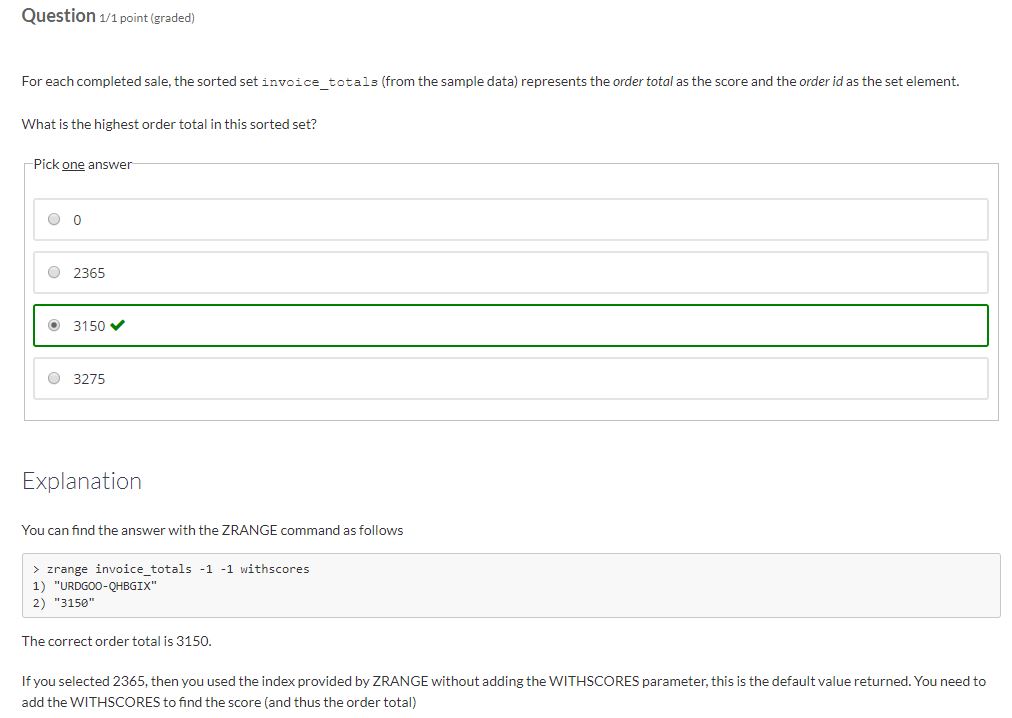 Question 1/1 point (graded)
For each completed sale, the sorted set invoice_totals (from the sample data) represents the order total as the score and the order id as the set element.
What is the highest order total in this sorted set?
Pick one answer
0
2365
3150
3275
Explanation
You can find the answer with the ZRANGE command as follows
> zrange invoice_totals -1 -1 withscores
1) "URDGOO-QHBGIX"
2) "3150"
The correct order total is 3150.
If you selected 2365, then you used the index provided by ZRANGE without adding the WITHSCORES parameter, this is the default value returned. You need to
add the WITHSCORES to find the score (and thus the order total)